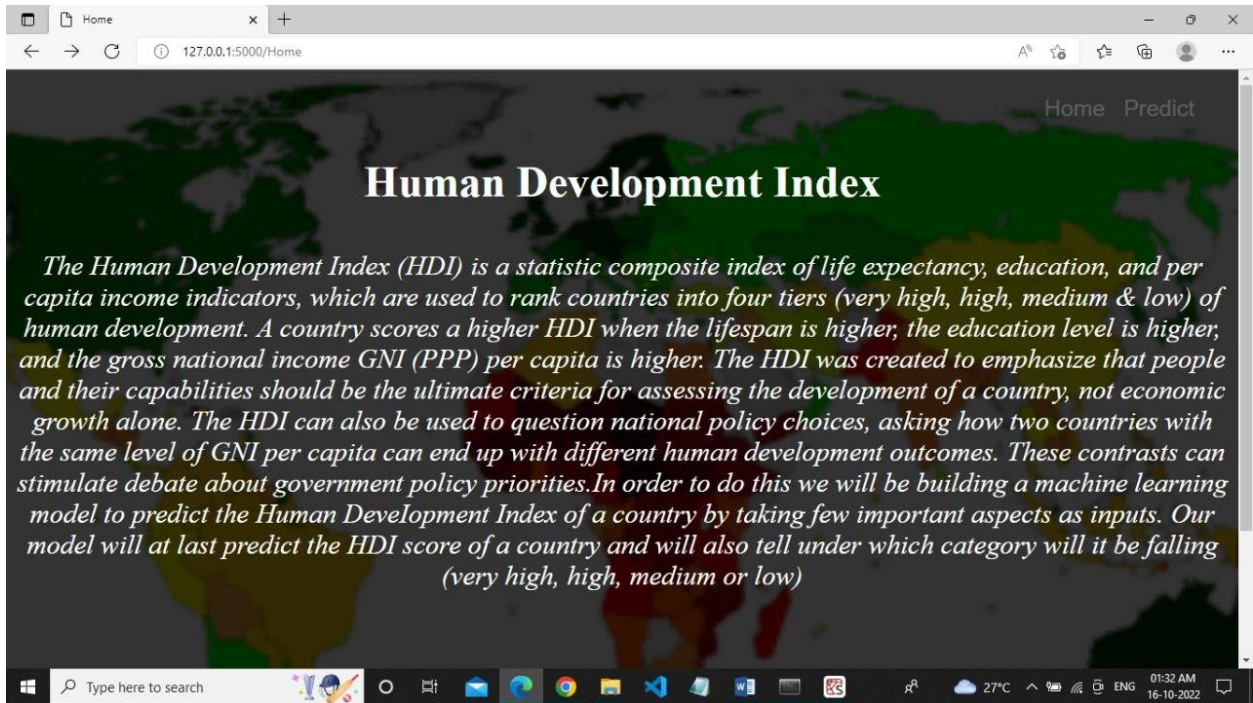 Home
127.0.0.1:5000/Home
Home Predict
Human Development Index
The Human Development Index (HDI) is a statistic composite index of life expectancy, education, and per
capita income indicators, which are used to rank countries into four tiers (very high, high, medium & low) of
human development. A country scores a higher HDI when the lifespan is higher, the education level is higher,
and the gross national income GNI (PPP) per capita is higher. The HDI was created to emphasize that people
and their capabilities should be the ultimate criteria for assessing the development of a country, not economic
growth alone. The HDI can also be used to question national policy choices, asking how two countries with
the same level of GNI per capita can end up with different human development outcomes. These contrasts can
stimulate debate about government policy priorities.In order to do this we will be building a machine learning
model to predict the Human DeveIopment Index of a country by taking few important aspects as inputs. Our
model will at last predict the HDI score of a country and will also tell under which category will it be falling
(very high, high, medium or low)
Type here to search
27°C
ENG
01:32 AM
16-10-2022